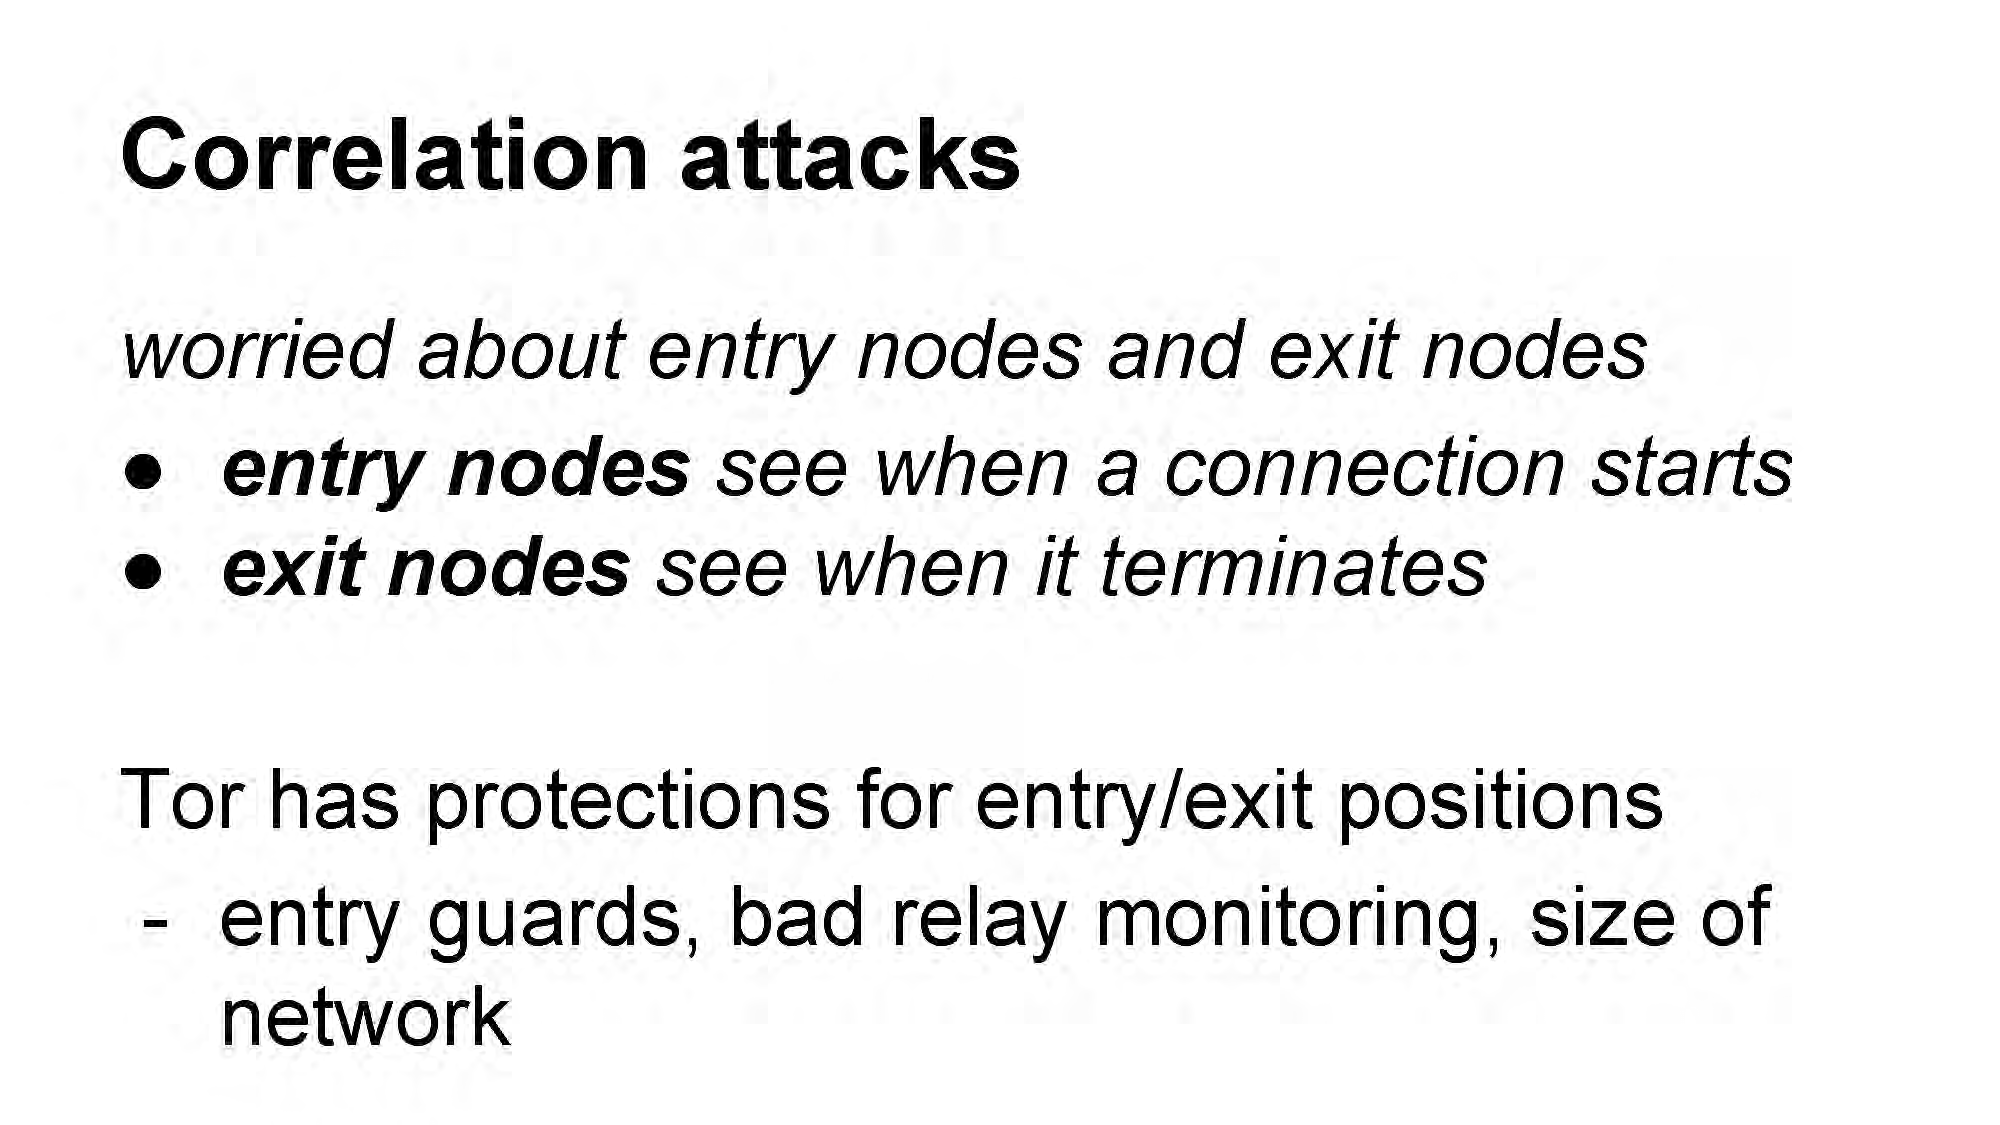 Correlation attacks
worried about entry nodes and exit nodes
● entry nodes see when a connection starts
● exit nodes see when it terminates
Tor has protections for entry/exit positions
- entry guards, bad relay monitoring, size of
network